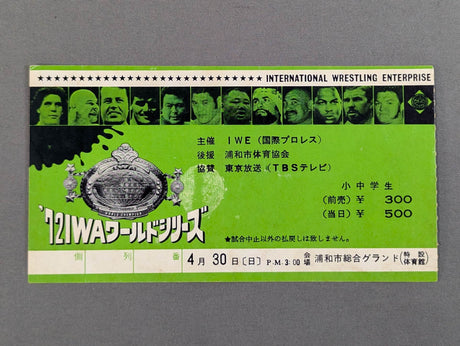 INTERNATIONAL WRESTLING ENTERPRISE
主催 IWE (国際プロレス)
後援 浦和市体育協会
協賛 東京放送 (TBSテレビ)
小中学生
(前売) ¥ 300
(当日) ¥ 500
'72 IWAワールドシリーズ
★試合中止以外の払戻しは致しません。
側 列 番 4月30日[日] P.M.3:00 会場 浦和市総合グランド (特設体育館)